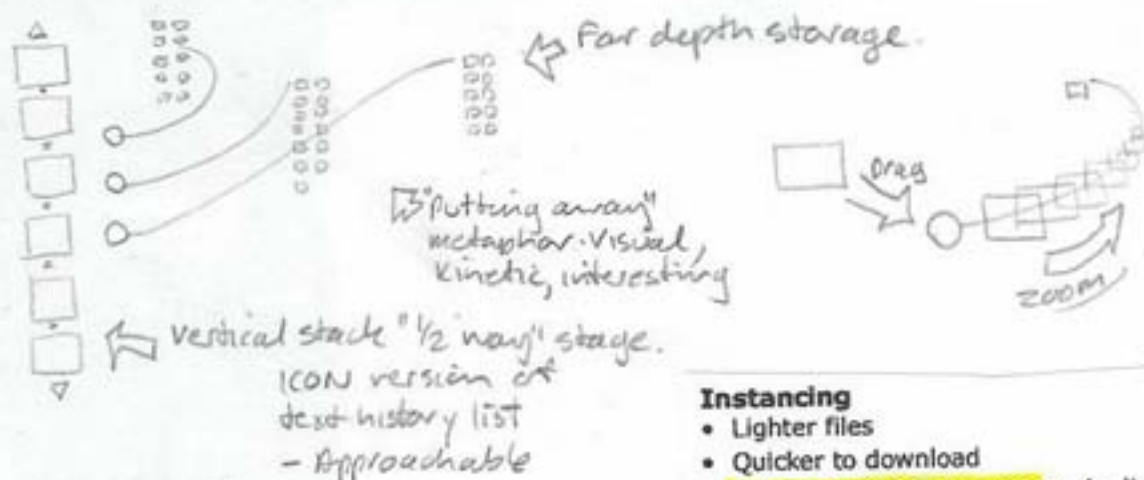 For depth storage.
Drag
"Putting away"
metaphor. Visual,
kinetic, interesting
ZOOM
Vertical stack "1/2 way" stage.
ICON version of
text history list
- Approachable
Instancing
• Lighter files
• Quicker to download